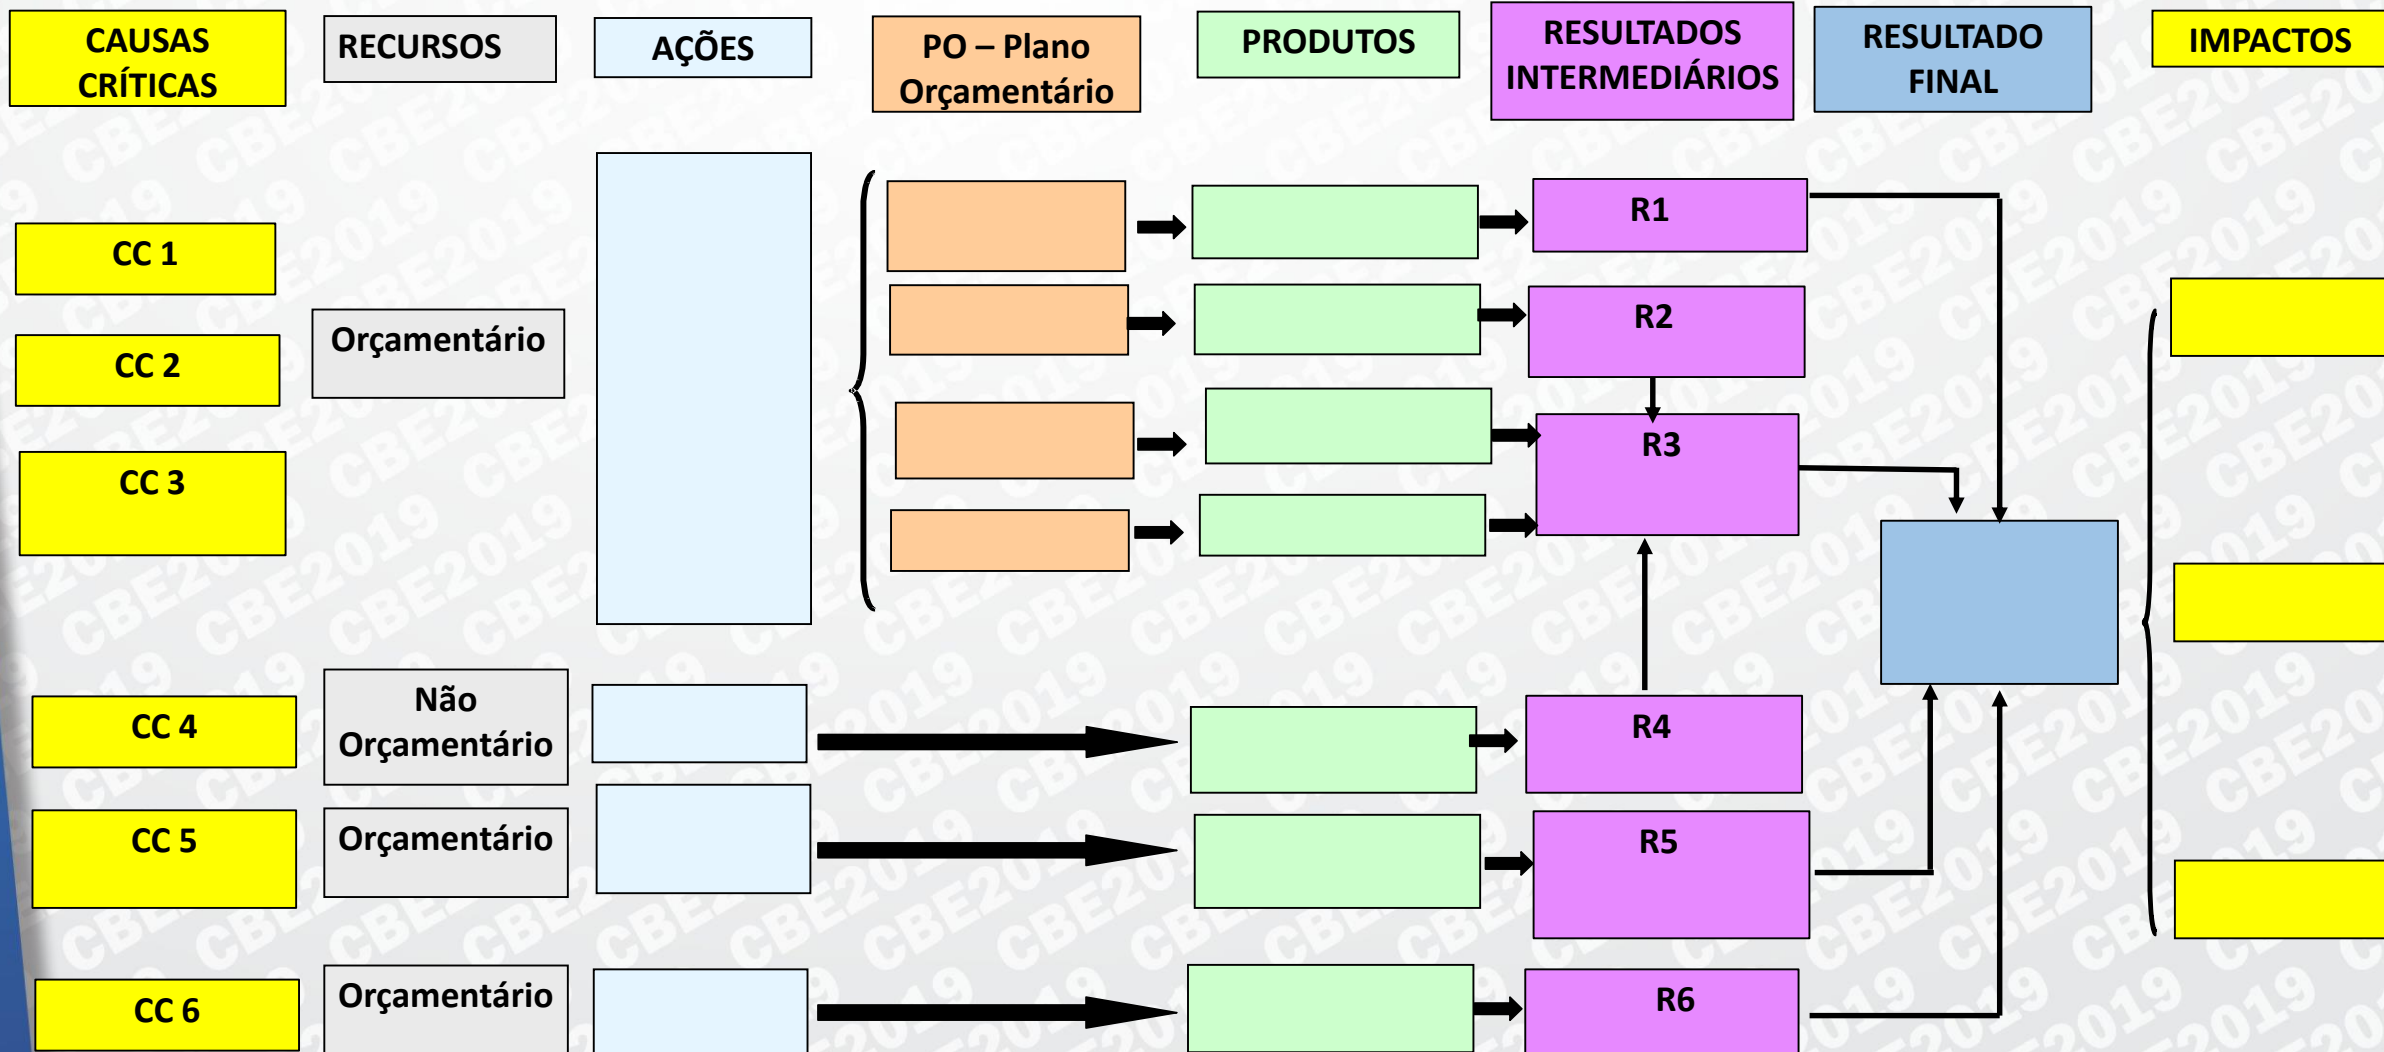 CAUSAS
CRÍTICAS
RECURSOS
AÇÕES
PO – Plano
Orçamentário
PRODUTOS
RESULTADOS
INTERMEDIÁRIOS
RESULTADO
FINAL
IMPACTOS
CC 1
CC 2
CC 3
Orçamentário
R1
R2
R3
CC 4
Não
Orçamentário
R4
CC 5
Orçamentário
R5
CC 6
Orçamentário
R6
CBE2019